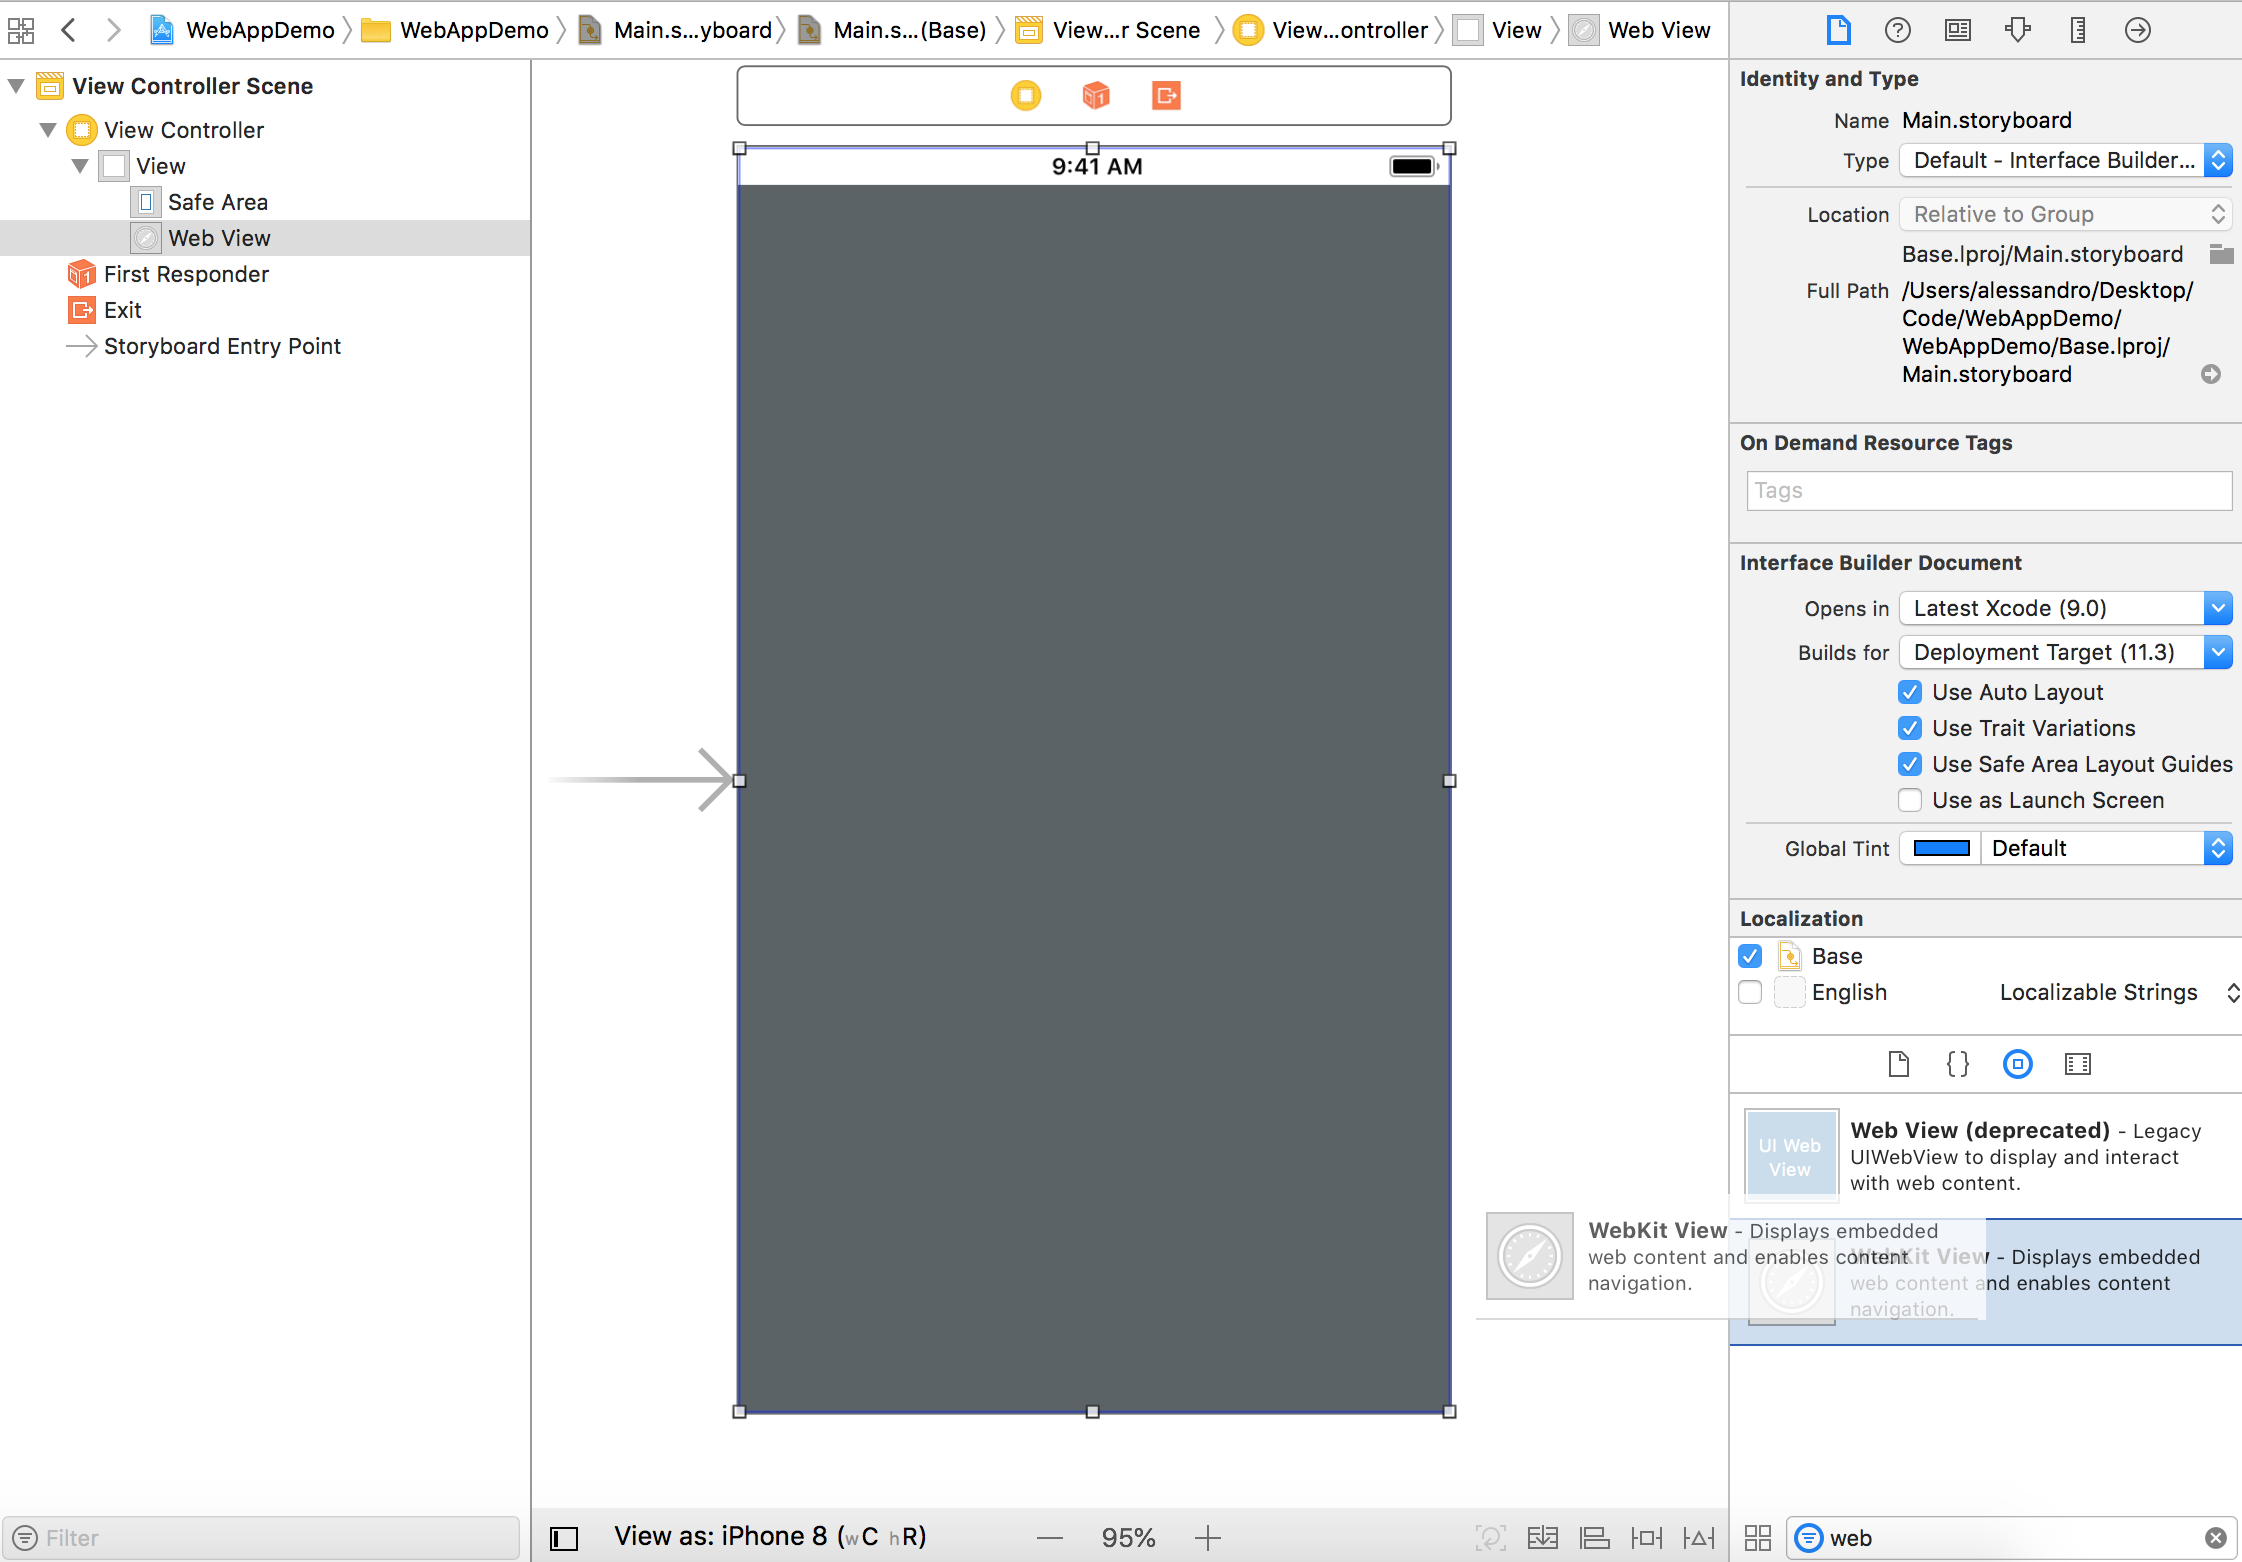 WebAppDemo WebAppDemo Main.s...yboard Main.s...(Base) View...r Scene View...ontroller View Web View
View Controller Scene
View Controller
View
Safe Area
Web View
First Responder
Exit
Storyboard Entry Point
Filter
1
9:41 AM
View as: iPhone 8 (wC hR)
95%
Identity and Type
Name Main.storyboard
Type Default - Interface Builder...
Location Relative to Group
Base.lproj/Main.storyboard
Full Path /Users/alessandro/Desktop/
Code/WebAppDemo/
WebAppDemo/Base.lproj/
Main.storyboard
On Demand Resource Tags
Tags
Interface Builder Document
Opens in Latest Xcode (9.0)
Builds for Deployment Target (11.3)
Use Auto Layout
Use Trait Variations
Use Safe Area Layout Guides
Use as Launch Screen
Global Tint Default
Localization
Base
English Localizable Strings
{}
UI Web
View
Web View (deprecated) - Legacy
UIWebView to display and interact
with web content.
WebKit View - Displays embedded
web content and enables content
navigation.
WebKit View - Displays embedded
web content and enables content
navigation.
web